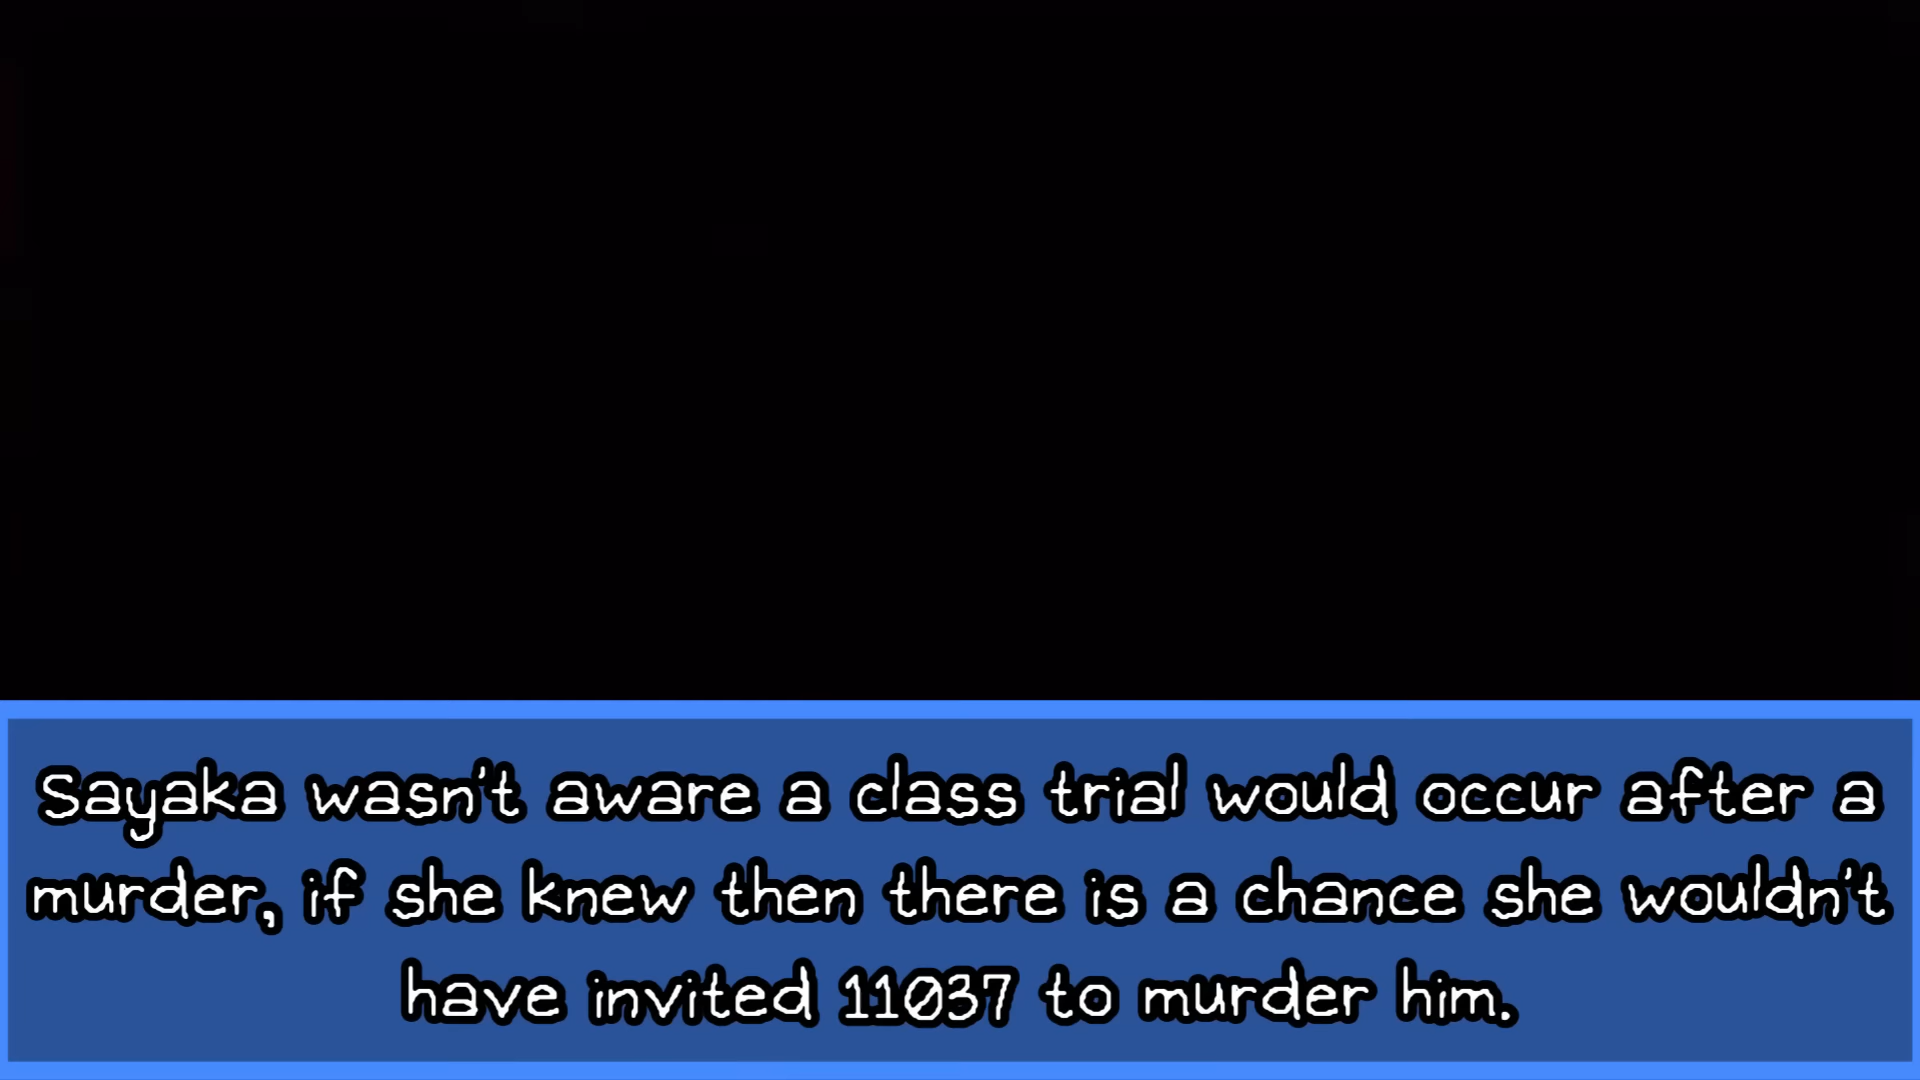 Sayaka wasn't aware a class trial would occur after a
murder, if she knew then there is a chance she wouldn't
have invited 11037 to murder him.